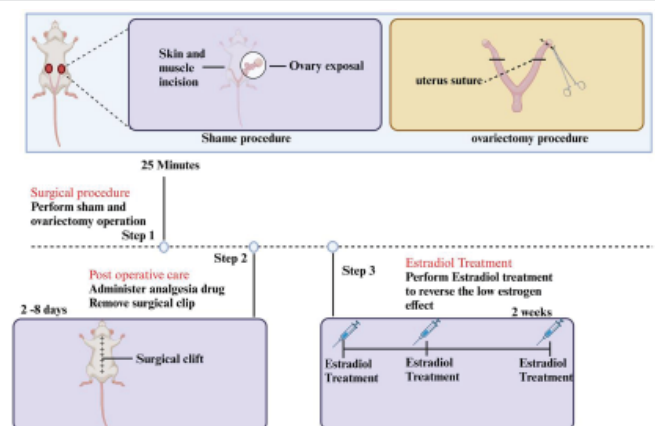 Skin and
muscle
incision
Ovary exposal
Shame procedure
uterus suture
ovariectomy procedure
25 Minutes
Surgical procedure
Perform sham and
ovariectomy operation
Step 1
Step 2
Post operative care
Administer analgesia drug
Remove surgical clip
2 -8 days
Surgical clift
Step 3
Estradiol Treatment
Perform Estradiol treatment
to reverse the low estrogen
effect
2 weeks
Estradiol
Treatment
Estradiol
Treatment
Estradiol
Treatment